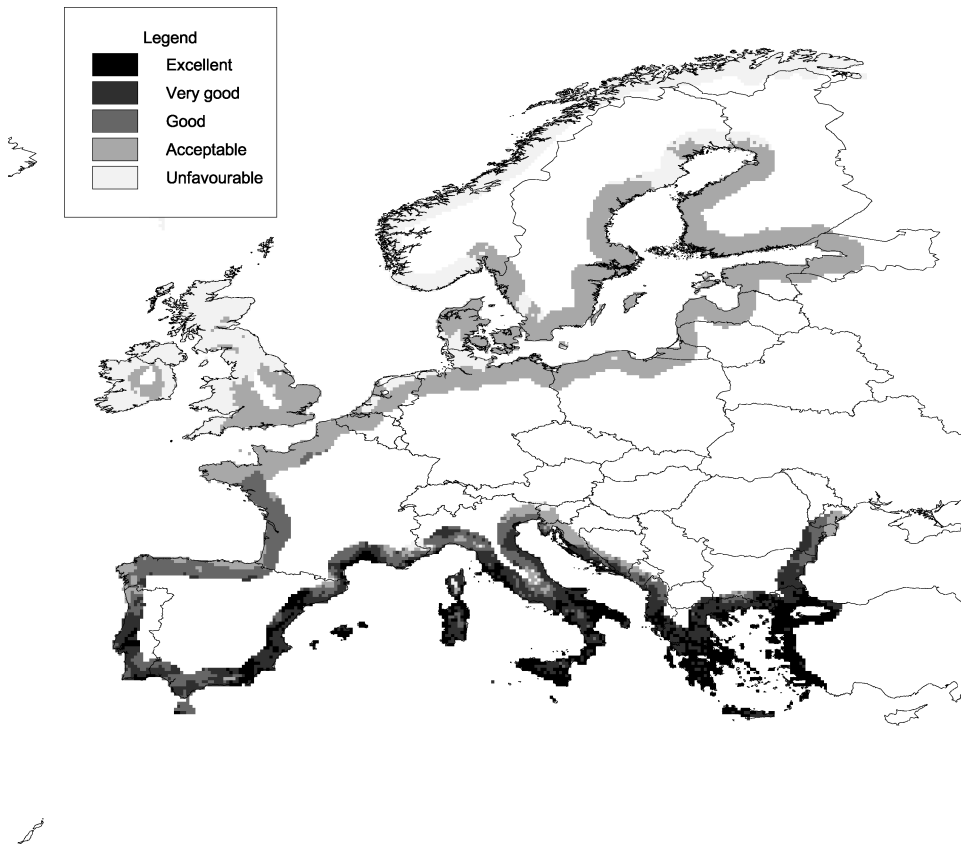 Legend
Excellent
Very good
Good
Acceptable
Unfavourable